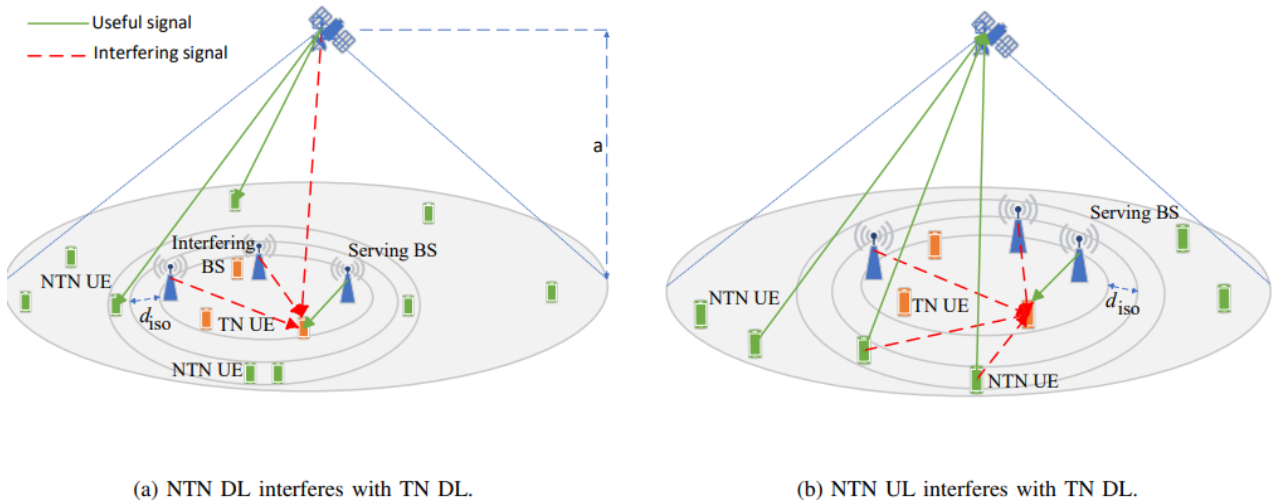 Useful signal
Interfering signal
a
Interfering
BS
Serving BS
NTN UE
d_iso
TN UE
NTN UE
(a) NTN DL interferes with TN DL.
Serving BS
NTN UE
TN UE
d_iso
NTN UE
(b) NTN UL interferes with TN DL.